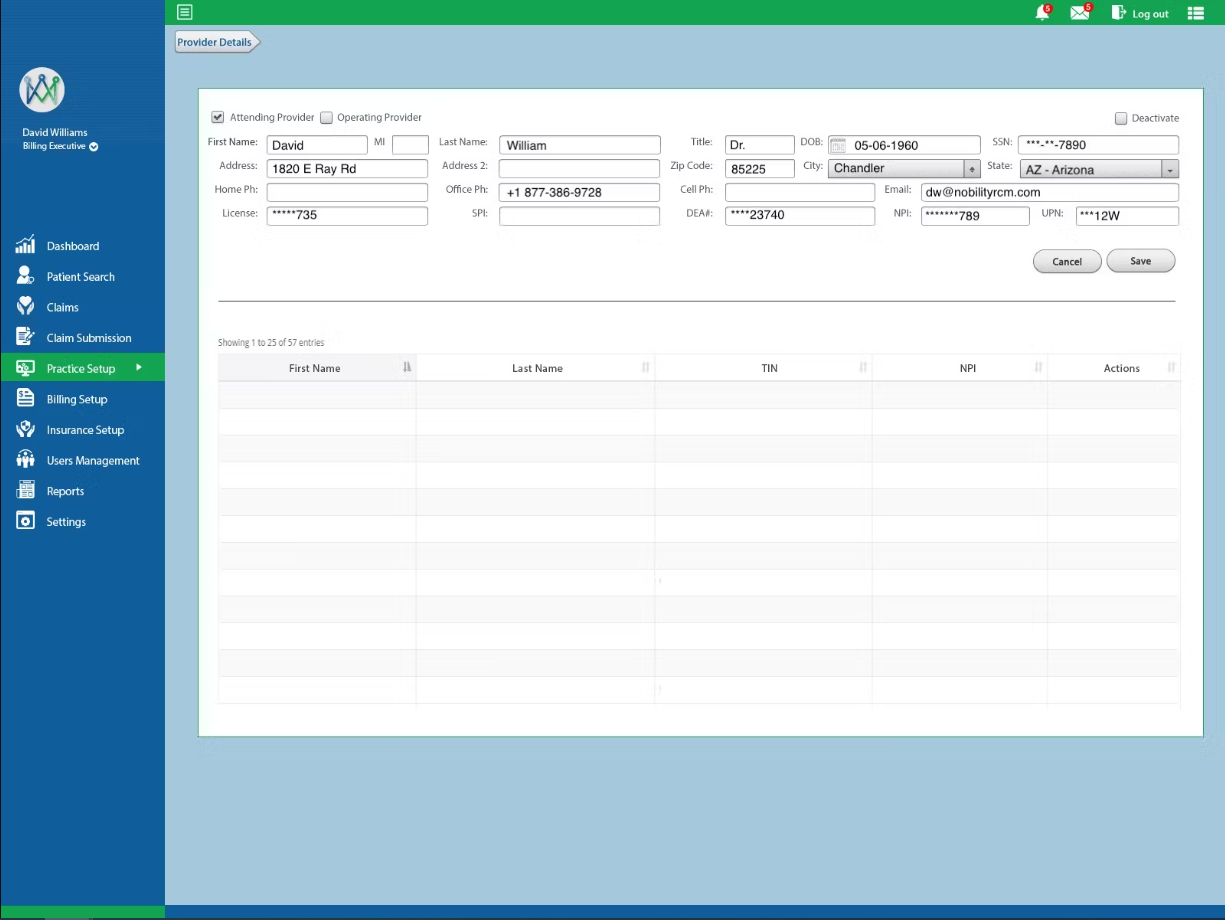 5 5 Log out
Provider Details
David Williams
Billing Executive
Dashboard
Patient Search
Claims
Claim Submission
Practice Setup
Billing Setup
Insurance Setup
Users Management
Reports
Settings
Attending Provider Operating Provider Deactivate
First Name: David MI Last Name: William Title: Dr. DOB: 05-06-1960 SSN: ***-**-7890
Address: 1820 E Ray Rd Address 2: Zip Code: 85225 City: Chandler State: AZ - Arizona
Home Ph: Office Ph: +1 877-386-9728 Cell Ph: Email: dw@nobilityrcm.com
License: *****735 SPI: DEA#: ****23740 NPI: *******789 UPN: ***12W
Cancel Save
Showing 1 to 25 of 57 entries
First Name Last Name TIN NPI Actions